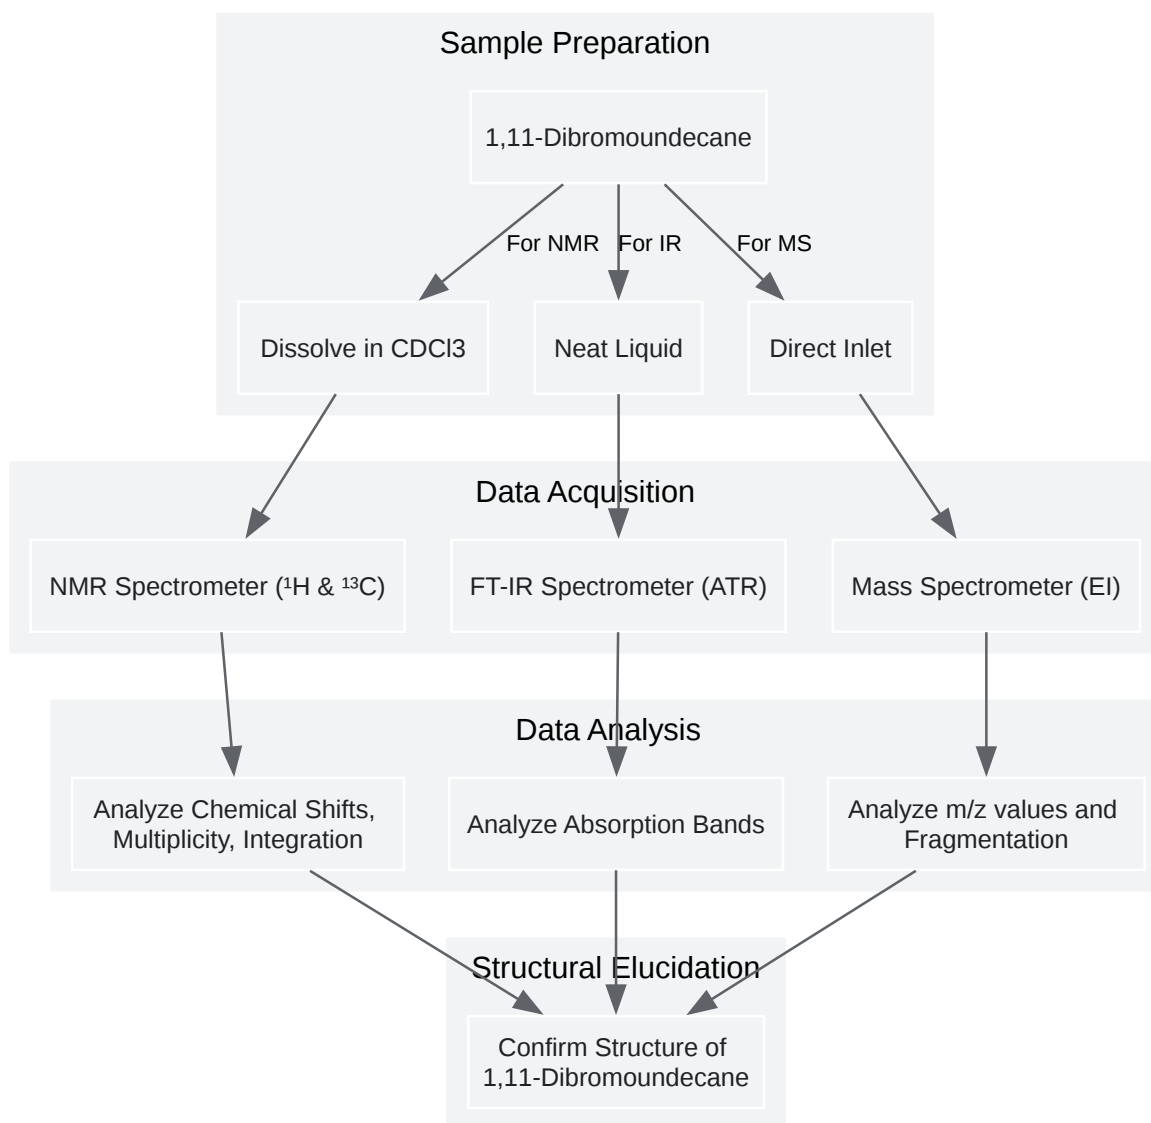 Sample Preparation
1,11-Dibromoundecane
For NMR
For IR
For MS
Dissolve in CDCl3
Neat Liquid
Direct Inlet
Data Acquisition
NMR Spectrometer (¹H & ¹³C)
FT-IR Spectrometer (ATR)
Mass Spectrometer (EI)
Data Analysis
Analyze Chemical Shifts,
Multiplicity, Integration
Analyze Absorption Bands
Analyze m/z values and
Fragmentation
Structural Elucidation
Confirm Structure of
1,11-Dibromoundecane